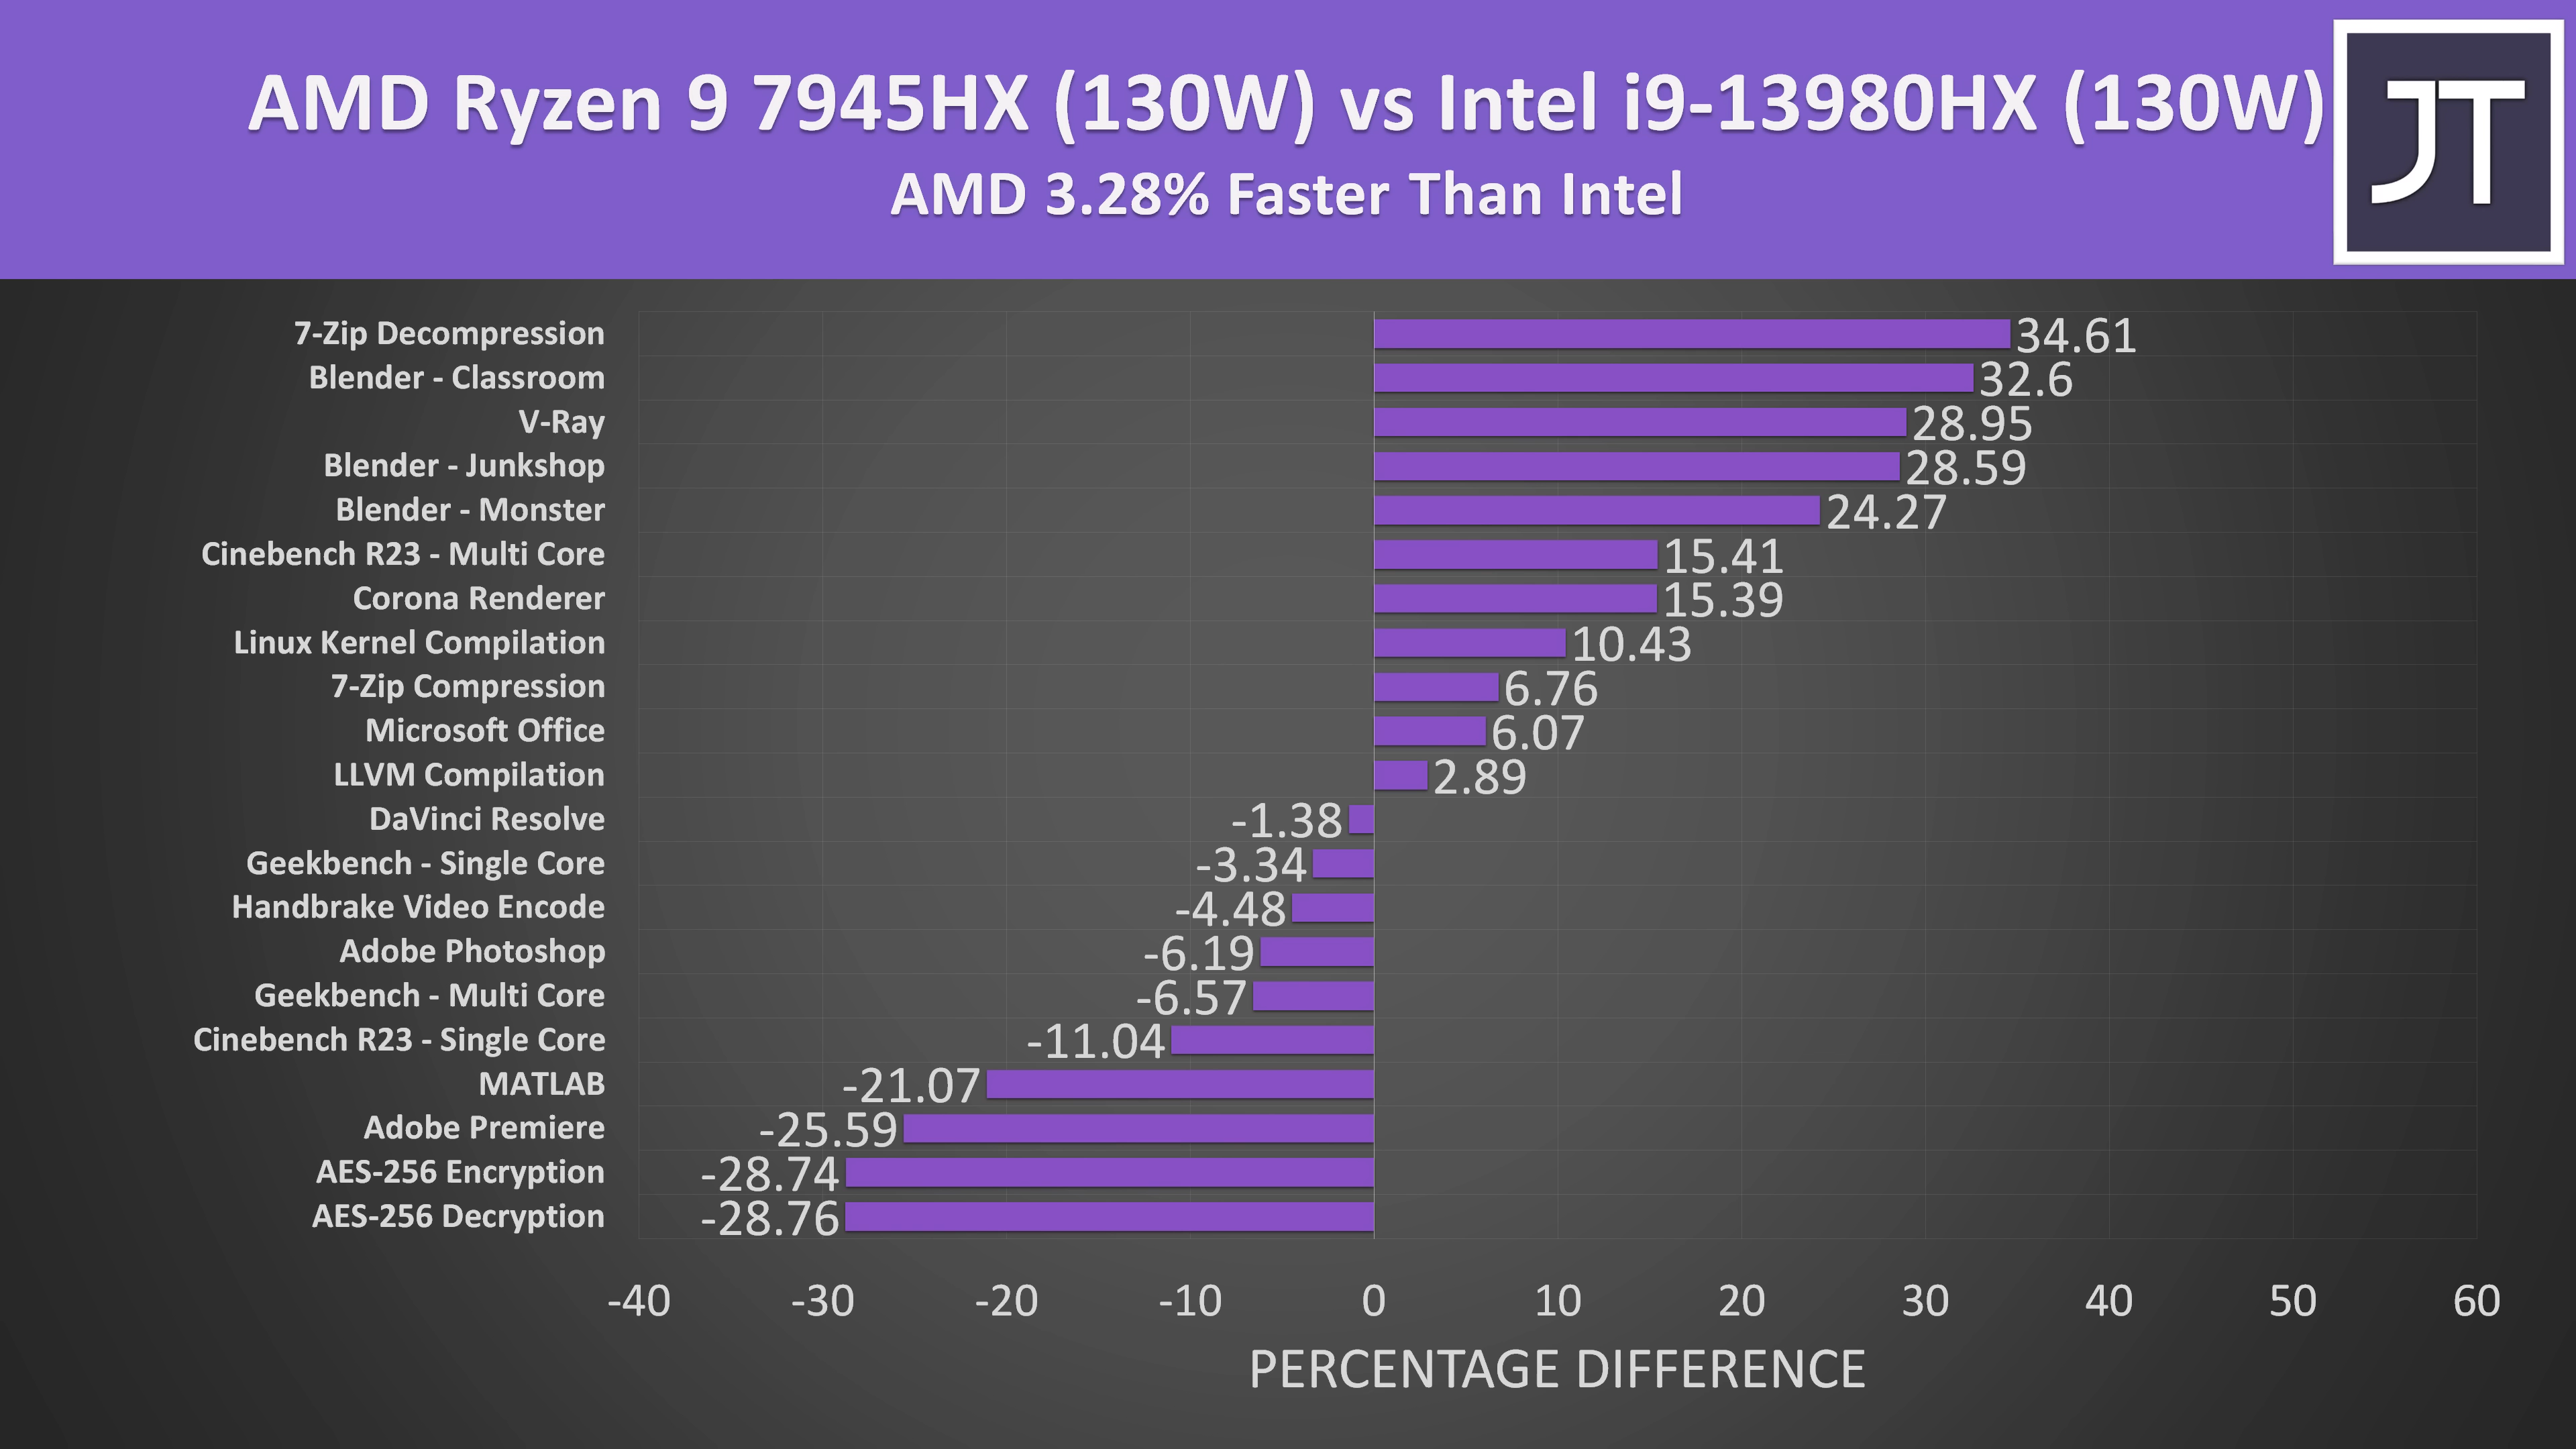 AMD Ryzen 9 7945HX (130W) vs Intel i9-13980HX (130W)
JT
AMD 3.28% Faster Than Intel
7-Zip Decompression 34.61
Blender - Classroom 32.6
V-Ray 28.95
Blender - Junkshop 28.59
Blender - Monster 24.27
Cinebench R23 - Multi Core 15.41
Corona Renderer 15.39
Linux Kernel Compilation 10.43
7-Zip Compression 6.76
Microsoft Office 6.07
LLVM Compilation 2.89
DaVinci Resolve -1.38
Geekbench - Single Core -3.34
Handbrake Video Encode -4.48
Adobe Photoshop -6.19
Geekbench - Multi Core -6.57
Cinebench R23 - Single Core -11.04
MATLAB -21.07
Adobe Premiere -25.59
AES-256 Encryption -28.74
AES-256 Decryption -28.76
-40 -30 -20 -10 0 10 20 30 40 50 60
PERCENTAGE DIFFERENCE